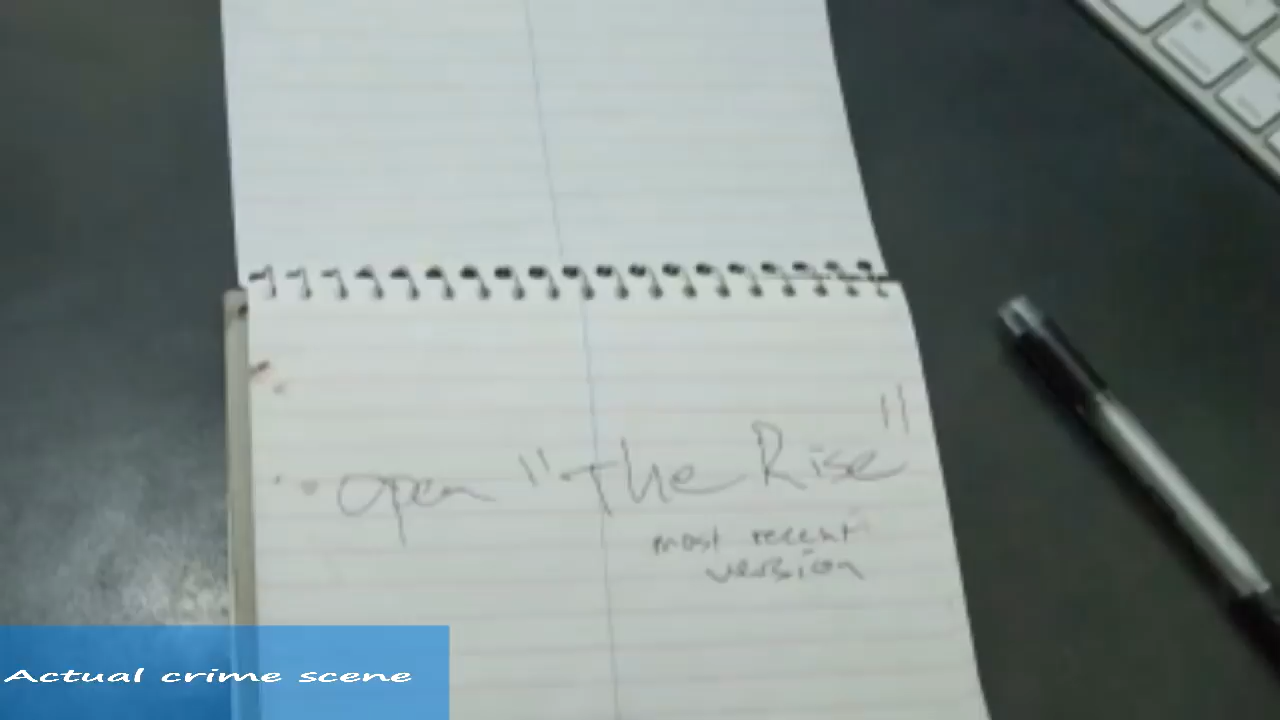 • open "The Rise"
most recent
version
Actual crime scene